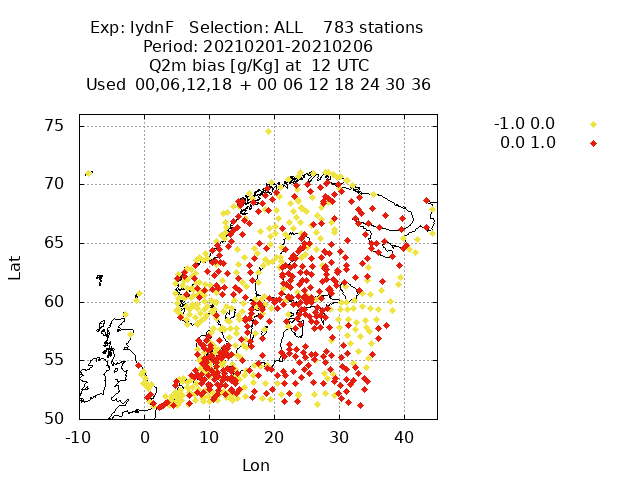 Exp: IydnF Selection: ALL 783 stations
Period: 20210201-20210206
Q2m bias [g/Kg] at 12 UTC
Used 00,06,12,18 + 00 06 12 18 24 30 36
-1.0 0.0
0.0 1.0
75
70
65
60
55
50
-10 0 10 20 30 40
Lat
Lon